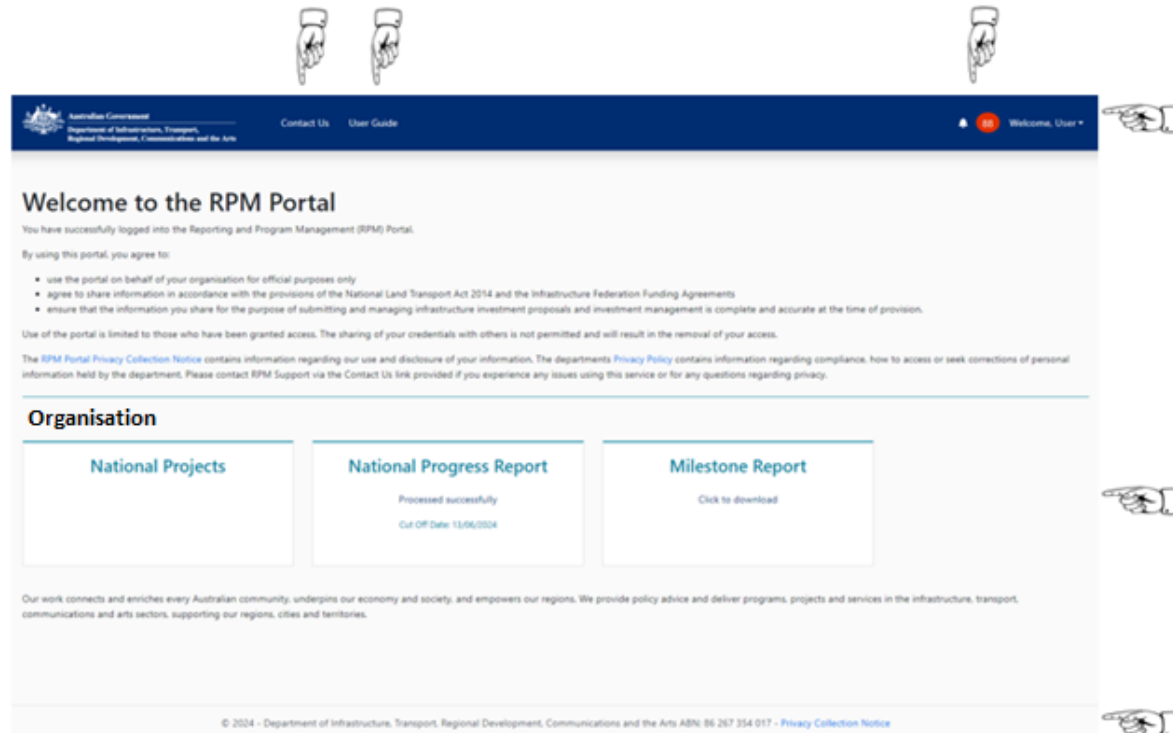 Australian Government
Department of Infrastructure, Transport,
Regional Development, Communications and the Arts
Contact Us User Guide
88 Welcome, User
Welcome to the RPM Portal
You have successfully logged into the Reporting and Program Management (RPM) Portal.
By using this portal, you agree to:
use the portal on behalf of your organisation for official purposes only
agree to share information in accordance with the provisions of the National Land Transport Act 2014 and the Infrastructure Federation Funding Agreements
ensure that the information you share for the purpose of submitting and managing infrastructure investment proposals and investment management is complete and accurate at the time of provision.
Use of the portal is limited to those who have been granted access. The sharing of your credentials with others is not permitted and will result in the removal of your access.
The RPM Portal Privacy Collection Notice contains information regarding our use and disclosure of your information. The departments Privacy Policy contains information regarding compliance, how to access or seek corrections of personal
information held by the department. Please contact RPM Support via the Contact Us link provided if you experience any issues using this service or for any questions regarding privacy.
Organisation
National Projects
National Progress Report
Processed successfully
Cut Off Date: 13/06/2024
Milestone Report
Click to download
Our work connects and enriches every Australian community, underpins our economy and society, and empowers our regions. We provide policy advice and deliver programs, projects and services in the infrastructure, transport,
communications and arts sectors, supporting our regions, cities and territories.
© 2024 - Department of Infrastructure, Transport, Regional Development, Communications and the Arts ABN: 86 267 354 017 - Privacy Collection Notice